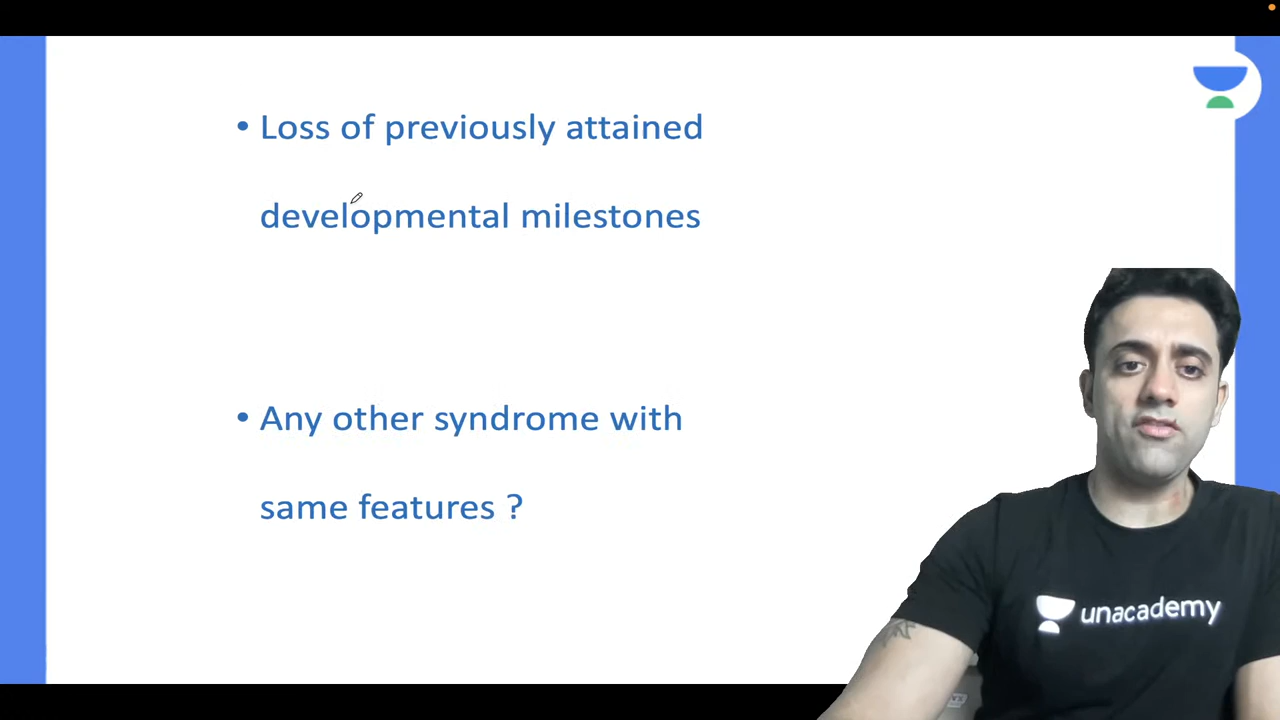 • Loss of previously attained
developmental milestones
• Any other syndrome with
same features ?
unacademy